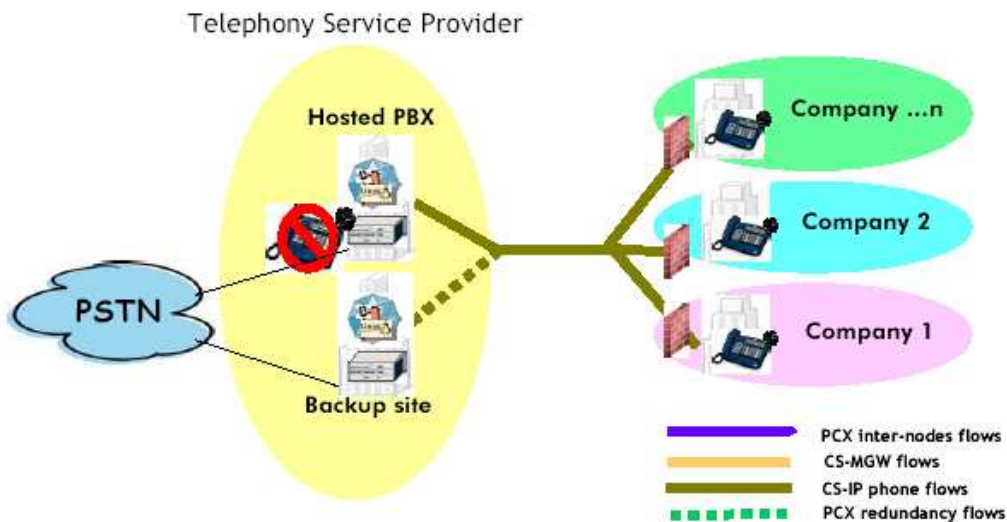 Telephony Service Provider
Hosted PBX
Company ...n
Company 2
PSTN
Company 1
Backup site
PCX inter-nodes flows
CS-MGW flows
CS-IP phone flows
PCX redundancy flows